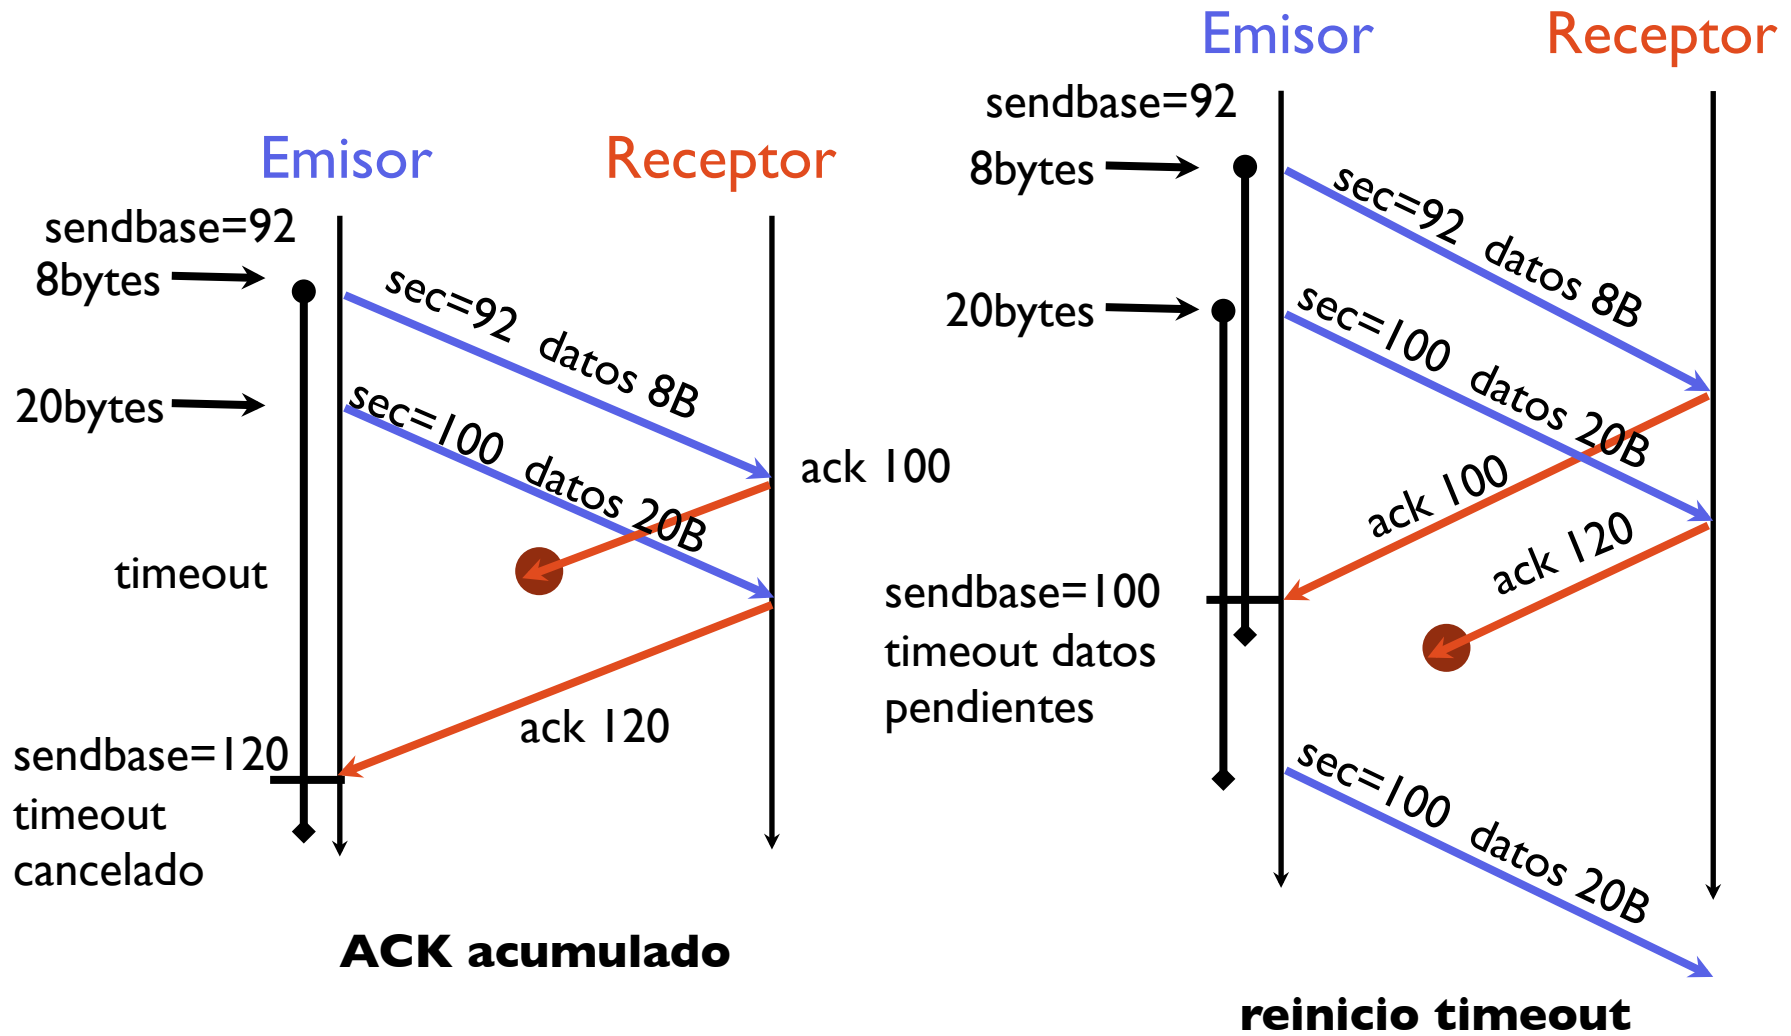 Emisor
Receptor
sendbase=92
8bytes
20bytes
sec=92 datos 8B
sec=100 datos 20B
ack 100
timeout
ack 120
sendbase=120
timeout
cancelado
ACK acumulado
Emisor
Receptor
sendbase=92
8bytes
20bytes
sec=92 datos 8B
sec=100 datos 20B
ack 100
ack 120
sendbase=100
timeout datos
pendientes
sec=100 datos 20B
reinicio timeout